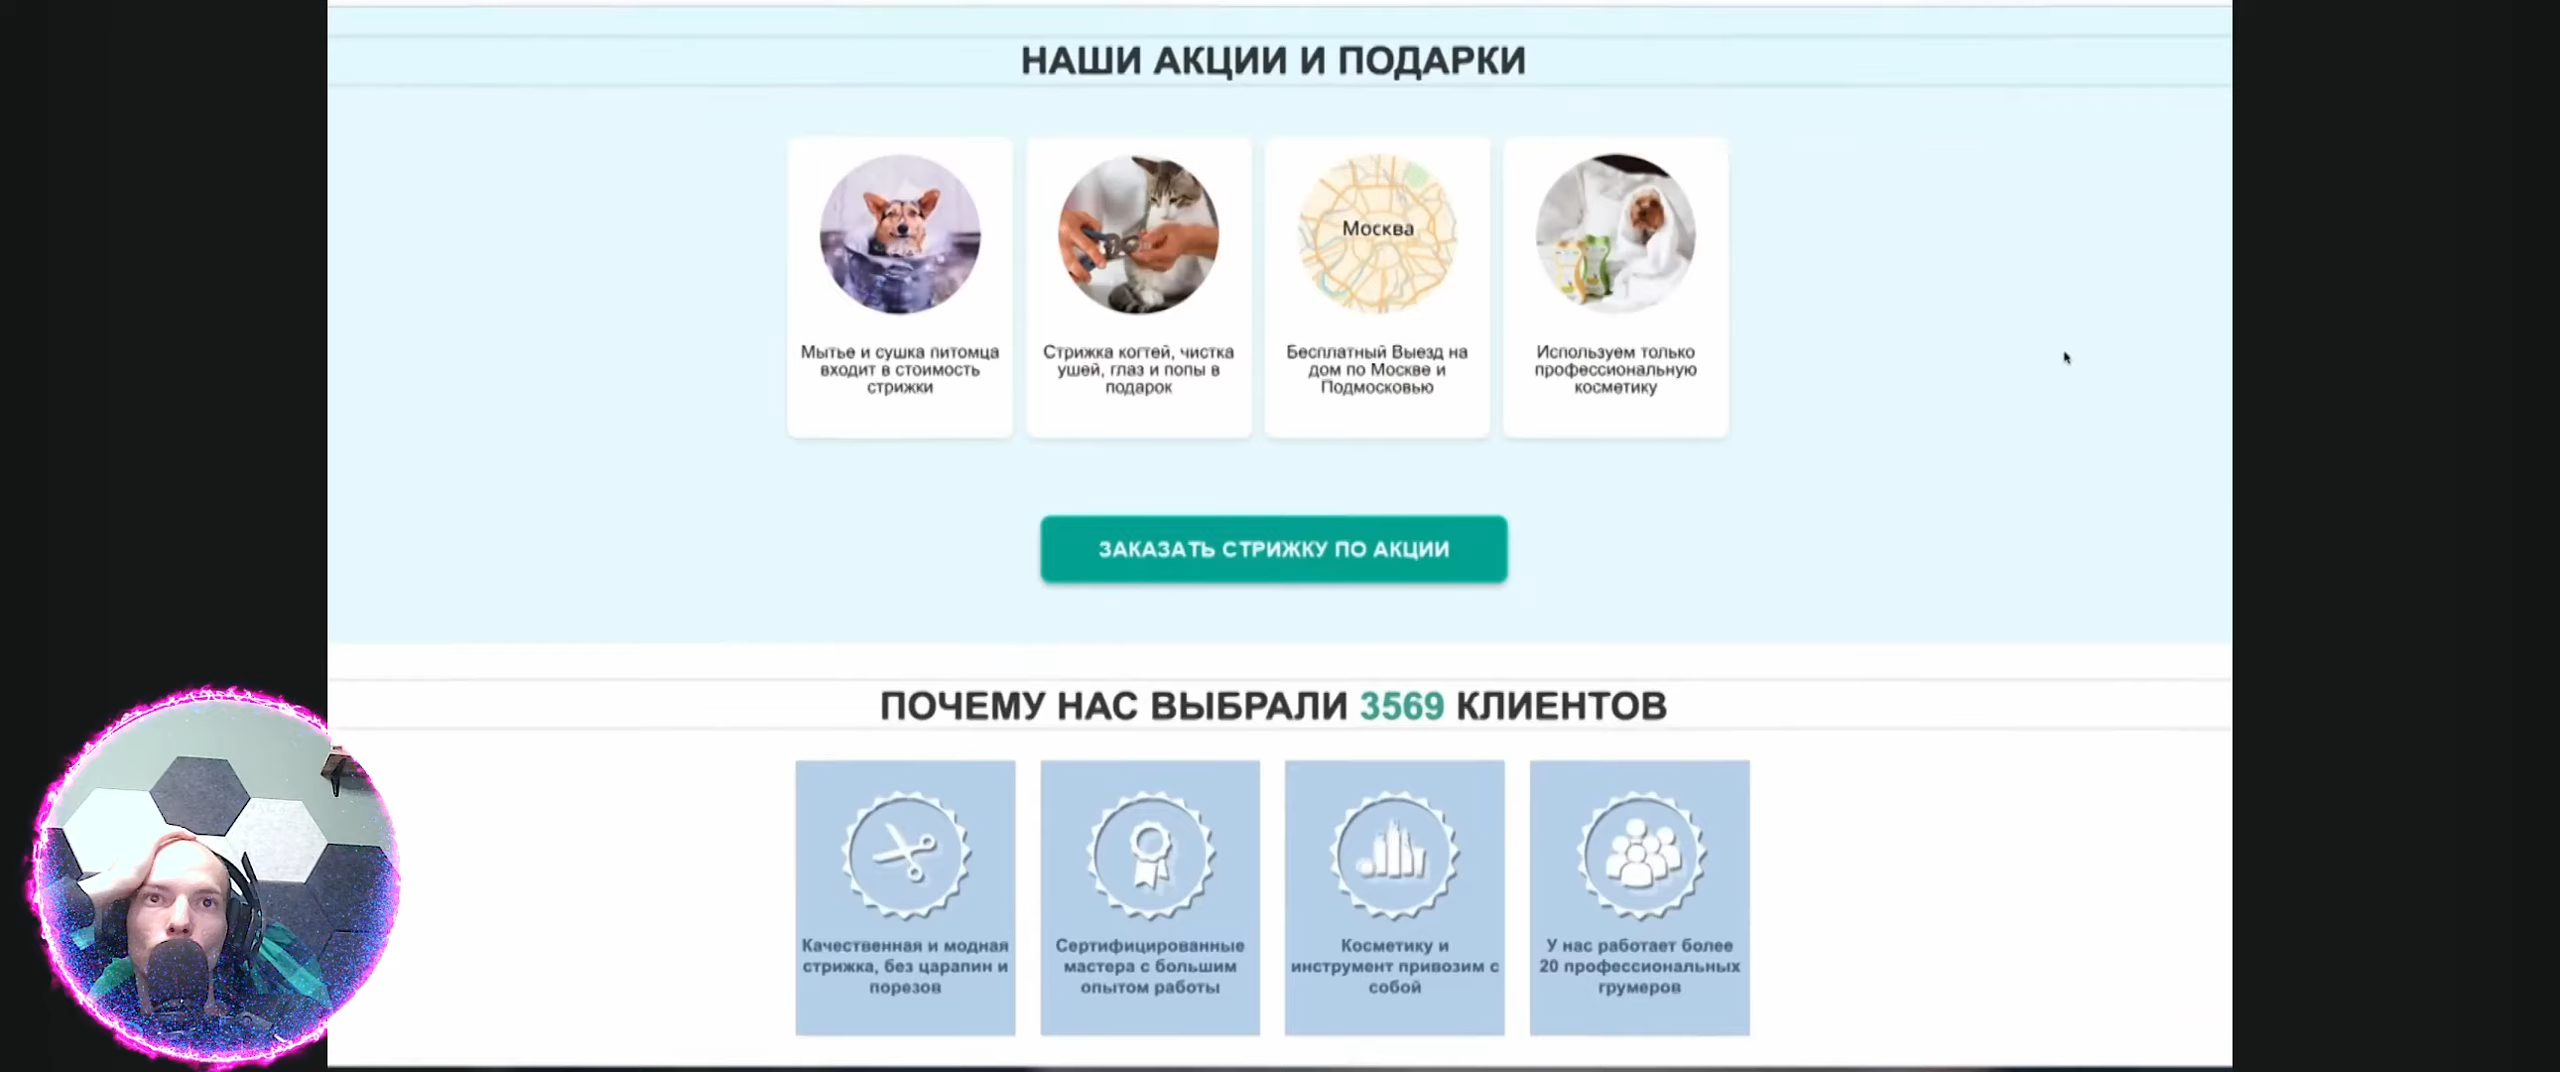 НАШИ АКЦИИ И ПОДАРКИ
Москва
Мытье и сушка питомца
входит в стоимость
стрижки
Стрижка когтей, чистка
ушей, глаз и попы в
подарок
Бесплатный Выезд на
дом по Москве и
Подмосковью
Используем только
профессиональную
косметику
ЗАКАЗАТЬ СТРИЖКУ ПО АКЦИИ
ПОЧЕМУ НАС ВЫБРАЛИ 3569 КЛИЕНТОВ
Качественная и модная
стрижка, без царапин и
порезов
Сертифицированные
мастера с большим
опытом работы
Косметику и
инструмент привозим с
собой
У нас работает более
20 профессиональных
грумеров